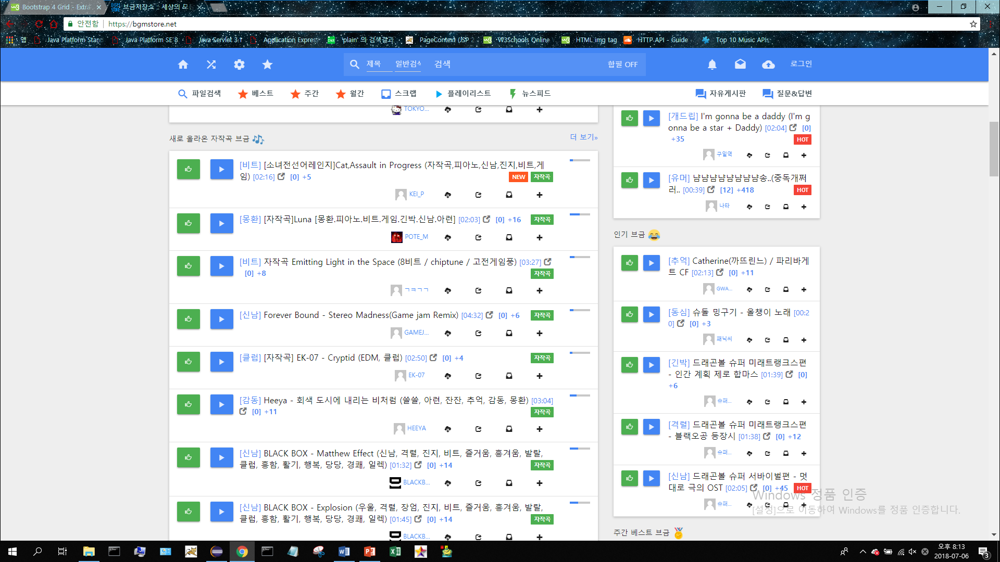 Bootstrap 4 Grid - Extra
브금저장소 - 세상의 모든
안전함 https://bgmstore.net
앱 Java Platform Stand Java Platform SE 8 Java Servlet 3.1 Application Expres 'plain' 의 검색결과 PageContext (JSP 2 W3Schools Online HTML img tag HTTP API - Guide Top 10 Music APIs
제목 일반검색 검색 합필 OFF 로그인
파일검색 베스트 주간 월간 스크랩 플레이리스트 뉴스피드 자유게시판 질문&답변
TOKYO...
새로 올라온 자작곡 브금 더 보기»
[비트] [소녀전선어레인지]Cat,Assault in Progress (자작곡,피아노,신남,진지,비트,게
임) [02:16] [0] +5 NEW 자작곡
KEI_P
[몽환] [자작곡]Luna [몽환.피아노.비트.게임.긴박.신남.아련] [02:03] [0] +16 자작곡
POTE_M
[비트] 자작곡 Emitting Light in the Space (8비트 / chiptune / 고전게임풍) [03:27]
[0] +8 자작곡
ㄱㅋㄱㄱ
[신남] Forever Bound - Stereo Madness(Game jam Remix) [04:32] [0] +6 자작곡
GAMEJ...
[클럽] [자작곡] EK-07 - Cryptid (EDM, 클럽) [02:50] [0] +4 자작곡
EK-07
[감동] Heeya - 회색 도시에 내리는 비처럼 (쓸쓸, 아련, 잔잔, 추억, 감동, 몽환) [03:04]
[0] +11 자작곡
HEEYA
[신남] BLACK BOX - Matthew Effect (신남, 격렬, 진지, 비트, 즐거움, 흥겨움, 발랄,
클럽, 흥함, 활기, 행복, 당당, 경쾌, 일렉) [01:32] [0] +14 자작곡
BLACKB...
[신남] BLACK BOX - Explosion (우울, 격렬, 장엄, 진지, 비트, 즐거움, 흥겨움, 발랄,
클럽, 흥함, 활기, 행복, 당당, 경쾌, 일렉) [01:45] [0] +14 자작곡
BLACKB...
[개드립] I'm gonna be a daddy (I'm g
onna be a star + Daddy) [02:04] [0]
+35 HOT
구일역
[유머] 냥냥냥냥냥냥냥냥송..(중독개쩌
러.. [00:39] [12] +418 HOT
나타
인기 브금
[추억] Catherine(까뜨린느) / 파리바게
트 CF [02:13] [0] +11
GWA...
[동심] 슈돌 밍구기 - 올챙이 노래 [00:2
0] [0] +3
패닉씨
[긴박] 드래곤볼 슈퍼 미래트랭크스편
- 인간 계획 제로 합마스 [01:39] [0]
+6
슈퍼...
[격렬] 드래곤볼 슈퍼 미래트랭크스편
- 블랙오공 등장시 [01:38] [0] +12
슈퍼...
[신남] 드래곤볼 슈퍼 서바이벌편 - 멋
대로 극의 OST [02:05] [0] +45 HOT
슈퍼...
주간 베스트 브금
Windows 정품 인증
[설정]으로 이동하여 Windows를 정품 인증합니다.
오후 8:13
2018-07-06
3